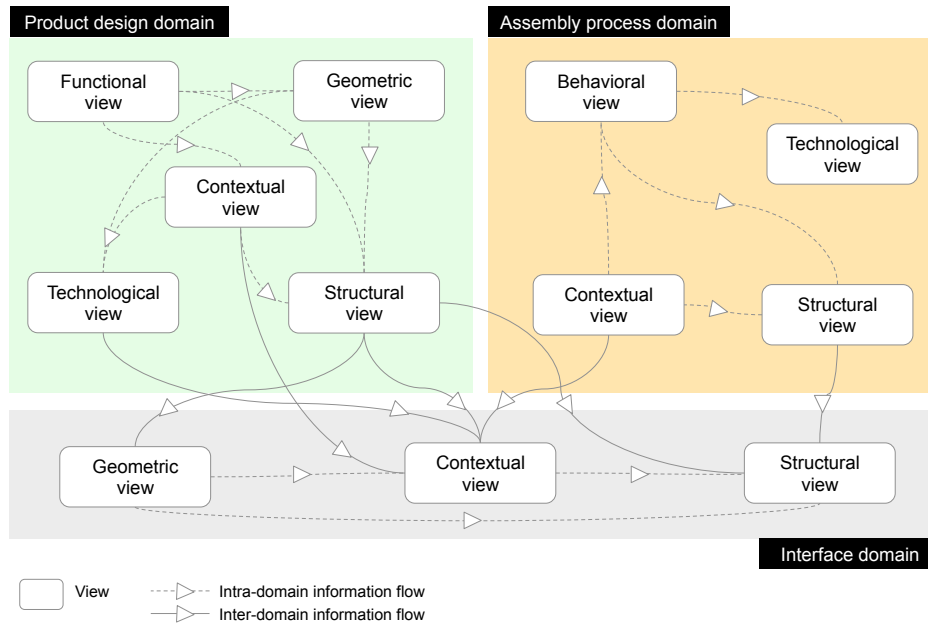 Product design domain
Assembly process domain
Functional
view
Geometric
view
Behavioral
view
Technological
view
Contextual
view
Technological
view
Structural
view
Contextual
view
Structural
view
Geometric
view
Contextual
view
Structural
view
Interface domain
View
Intra-domain information flow
Inter-domain information flow